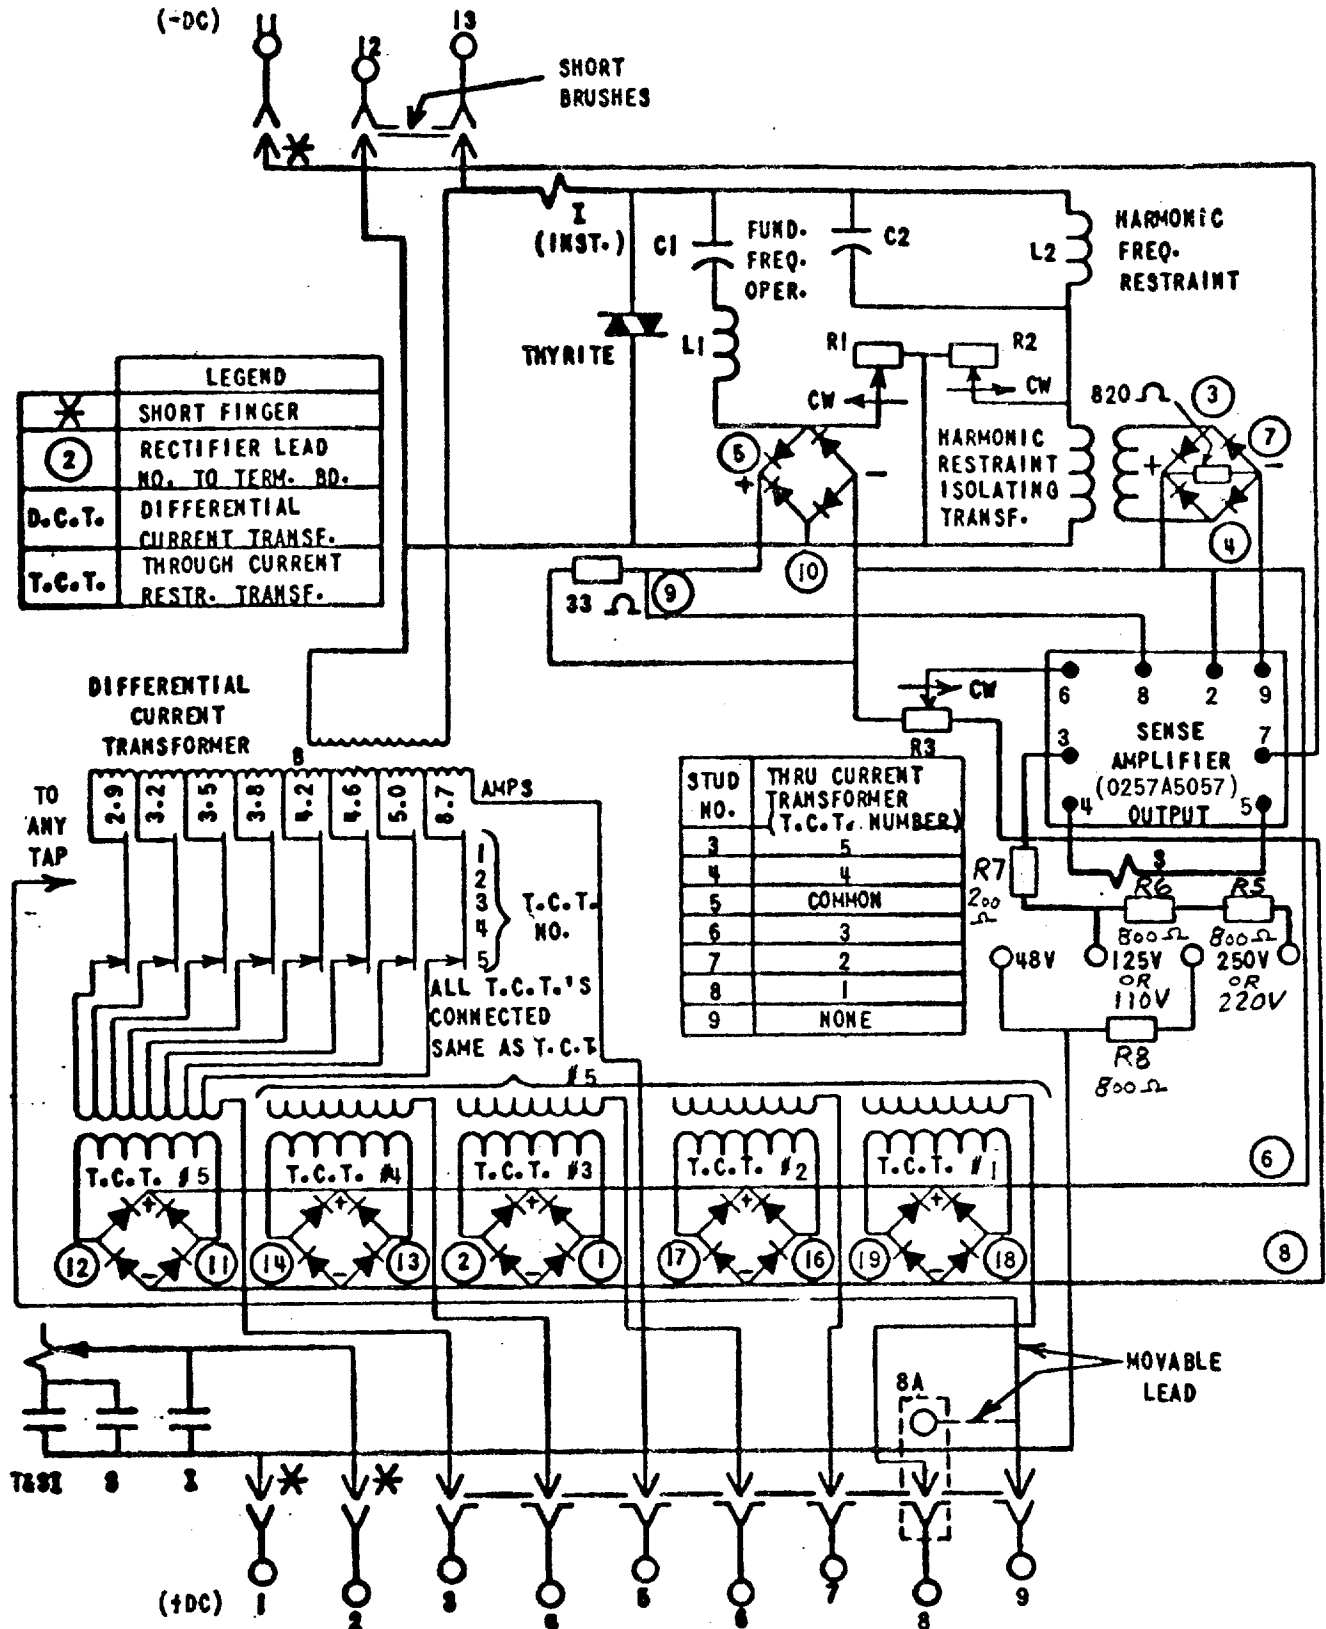 (-DC)
11
12
13
SHORT
BRUSHES
I
(INST.)
C1
FUND.
FREQ.
OPER.
C2
L2
HARMONIC
FREQ.
RESTRAINT
THYRITE
L1
R1
R2
CW
CW
820 Ω
3
7
LEGEND
SHORT FINGER
2
RECTIFIER LEAD
NO. TO TERM. BD.
D.C.T.
DIFFERENTIAL
CURRENT TRANSF.
T.C.T.
THROUGH CURRENT
RESTR. TRANSF.
5
+
-
HARMONIC
RESTRAINT
ISOLATING
TRANSF.
+
-
4
10
33 Ω
9
DIFFERENTIAL
CURRENT
TRANSFORMER
CW
R3
6
8
2
9
3
SENSE
7
AMPLIFIER
(0257A5057)
4
OUTPUT
5
8
TO
ANY
TAP
2.9
3.2
3.5
3.8
4.2
4.6
5.0
8.7
AMPS
1
2
3
4
5
T.C.T.
NO.
STUD
NO.
THRU CURRENT
TRANSFORMER
(T.C.T. NUMBER)
3 5
4 4
5 COMMON
6 3
7 2
8 1
9 NONE
R7
200
Ω
S
R6
R5
800 Ω
800 Ω
48V
125V
OR
110V
250V
OR
220V
R8
800 Ω
ALL T.C.T.'S
CONNECTED
SAME AS T.C.T.
#5
T.C.T. #5
T.C.T. #4
T.C.T. #3
T.C.T. #2
T.C.T. #1
6
+
+
+
+
+
12
11
14
13
2
1
17
16
19
18
8
-
-
-
-
-
MOVABLE
LEAD
8A
T&SI
S
I
(+DC)
1
2
3
4
5
6
7
8
9